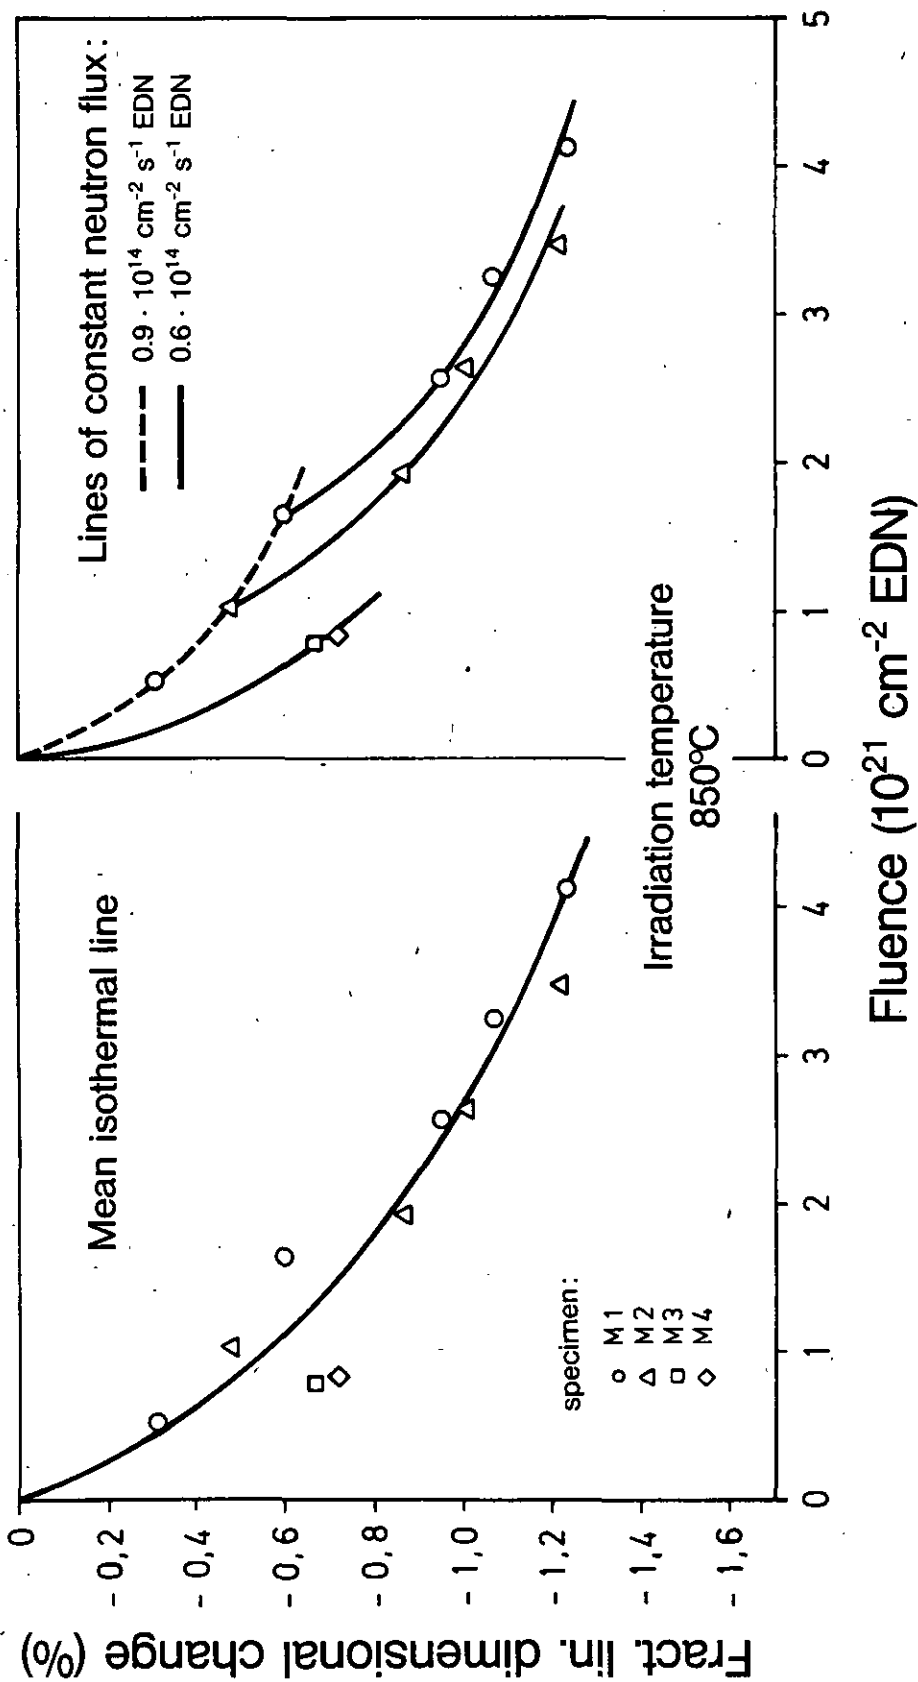 Fract. lin. dimensional change (%)
0
- 0,2
- 0,4
- 0,6
- 0,8
- 1,0
- 1,2
- 1,4
- 1,6
Mean isothermal line
specimen:
○ M1
△ M2
□ M3
◇ M4
0 1 2 3 4
Lines of constant neutron flux:
0.9 · 10¹⁴ cm⁻² s⁻¹ EDN
0.6 · 10¹⁴ cm⁻² s⁻¹ EDN
Irradiation temperature
850°C
0 1 2 3 4 5
Fluence (10²¹ cm⁻² EDN)